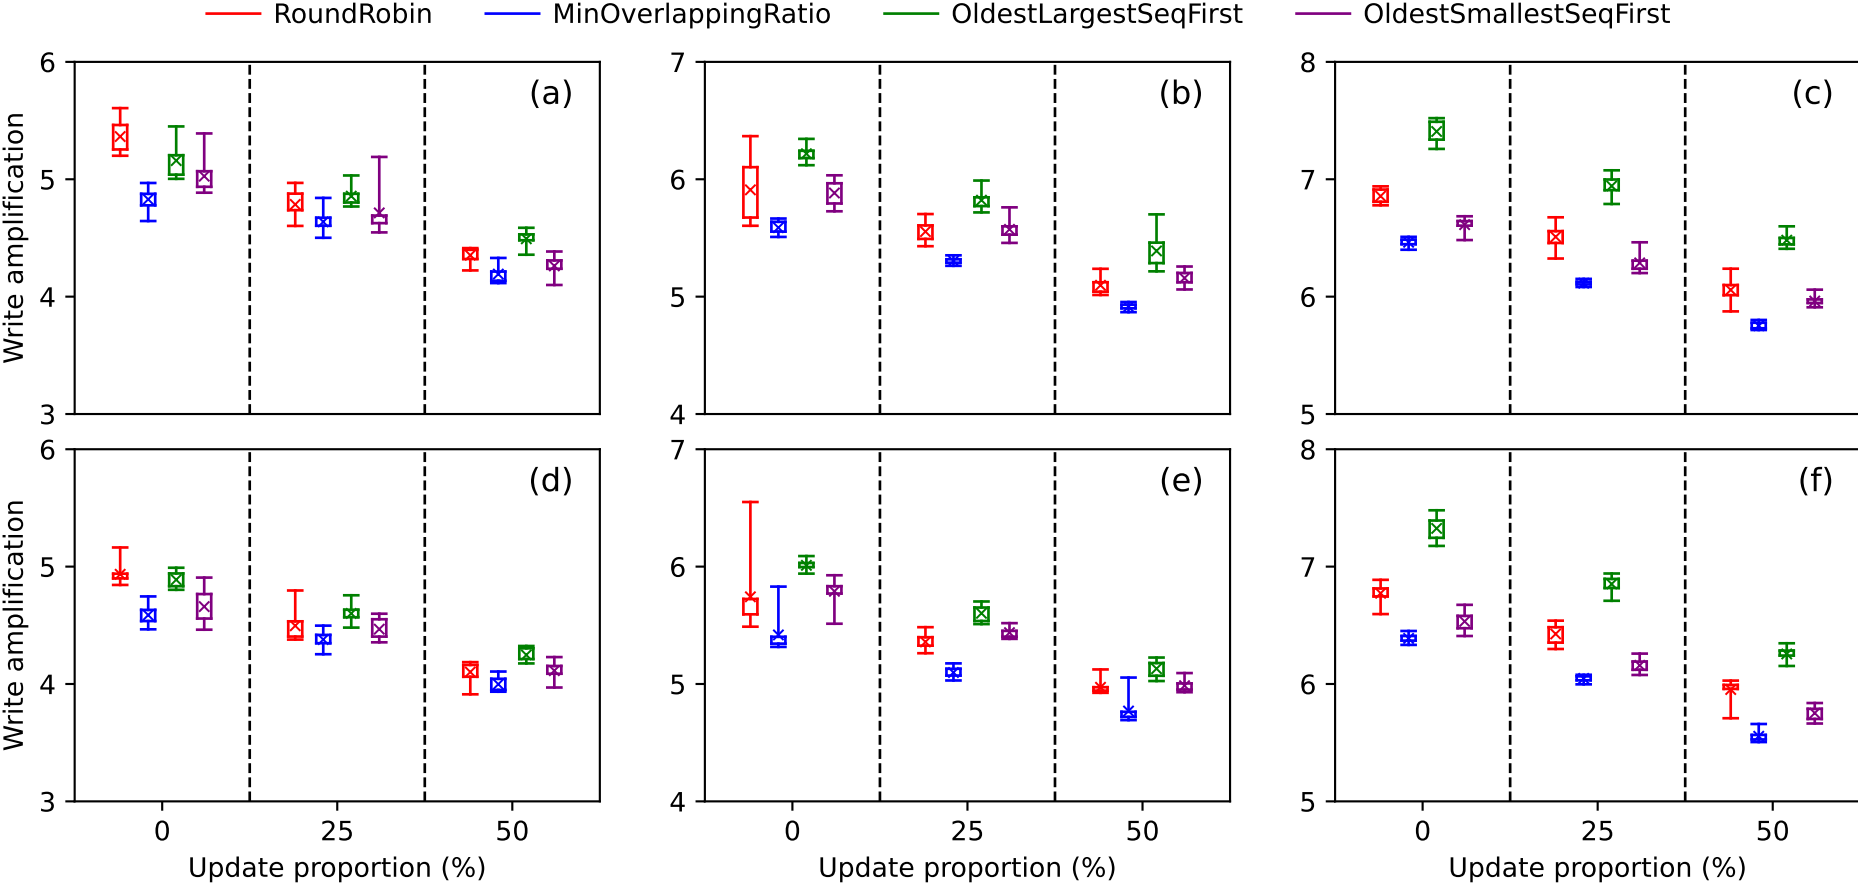 RoundRobin MinOverlappingRatio OldestLargestSeqFirst OldestSmallestSeqFirst
6 7 8
(a) (b) (c)
Write amplification
5 6 7
4 5 6
3 4 5
6 7 8
(d) (e) (f)
Write amplification
5 6 7
4 5 6
3 4 5
0 25 50 0 25 50 0 25 50
Update proportion (%) Update proportion (%) Update proportion (%)